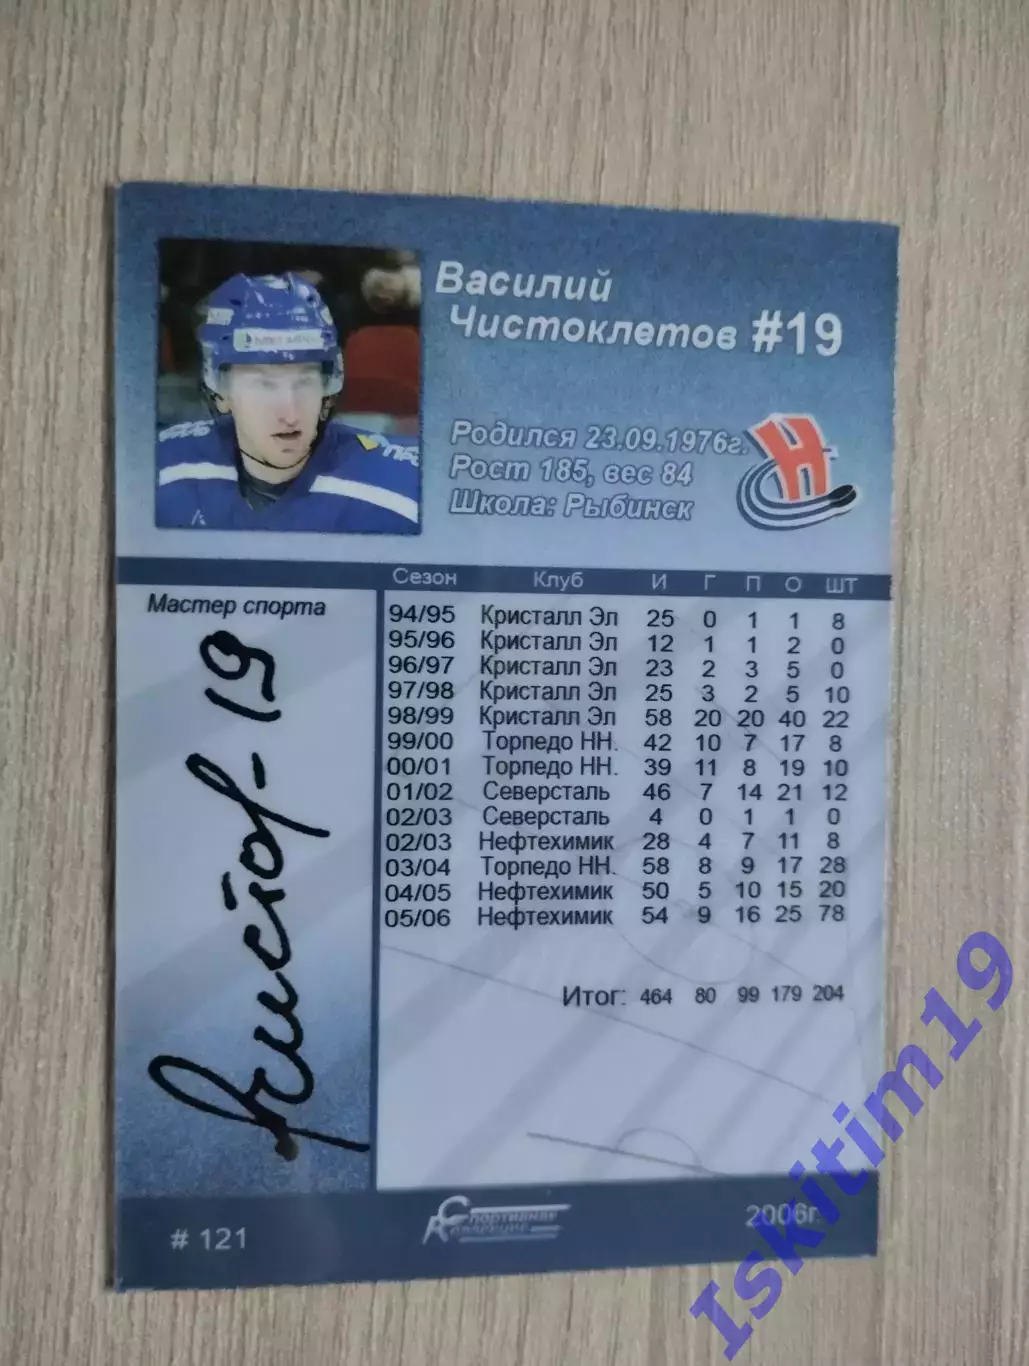 Василий
Чистоклетов #19
Родился 23.09.1976г.
Рост 185, вес 84
Школа: Рыбинск
Сезон Клуб И Г П О ШТ
Мастер спорта
94/95 Кристалл Эл 25 0 1 1 8
95/96 Кристалл Эл 12 1 1 2 0
96/97 Кристалл Эл 23 2 3 5 0
97/98 Кристалл Эл 25 3 2 5 10
98/99 Кристалл Эл 58 20 20 40 22
99/00 Торпедо НН. 42 10 7 17 8
00/01 Торпедо НН. 39 11 8 19 10
01/02 Северсталь 46 7 14 21 12
02/03 Северсталь 4 0 1 1 0
02/03 Нефтехимик 28 4 7 11 8
03/04 Торпедо НН. 58 8 9 17 28
04/05 Нефтехимик 50 5 10 15 20
05/06 Нефтехимик 54 9 16 25 78
Итог: 464 80 99 179 204
19
# 121
Спортивная
Коллекция
2006г.
Iskitim19